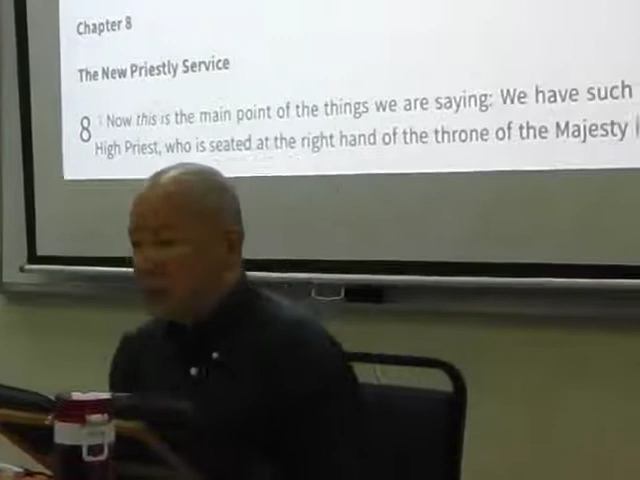 Chapter 8
The New Priestly Service
8 1 Now this is the main point of the things we are saying: We have such
High Priest, who is seated at the right hand of the throne of the Majesty